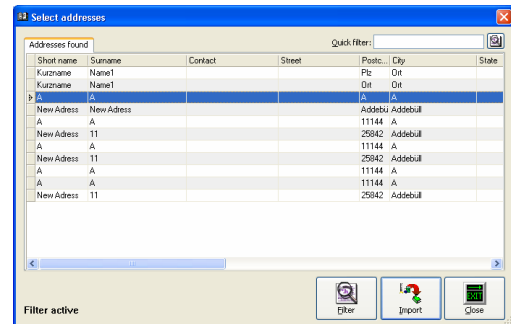 Select addresses
Addresses found
Quick filter:
Short name Surname Contact Street Postc... City State
Kurzname Name1 Plz Ort
Kurzname Name1 Ort Ort
A A A A
New Adress New Adress Addebü Addebüll
A A 11144 A
New Adress 11 25842 Addebüll
A A 11144 A
New Adress 11 25842 Addebüll
A A 11144 A
A A 11144 A
New Adress 11 25842 Addebüll
Filter active
Filter Import EXIT
Close